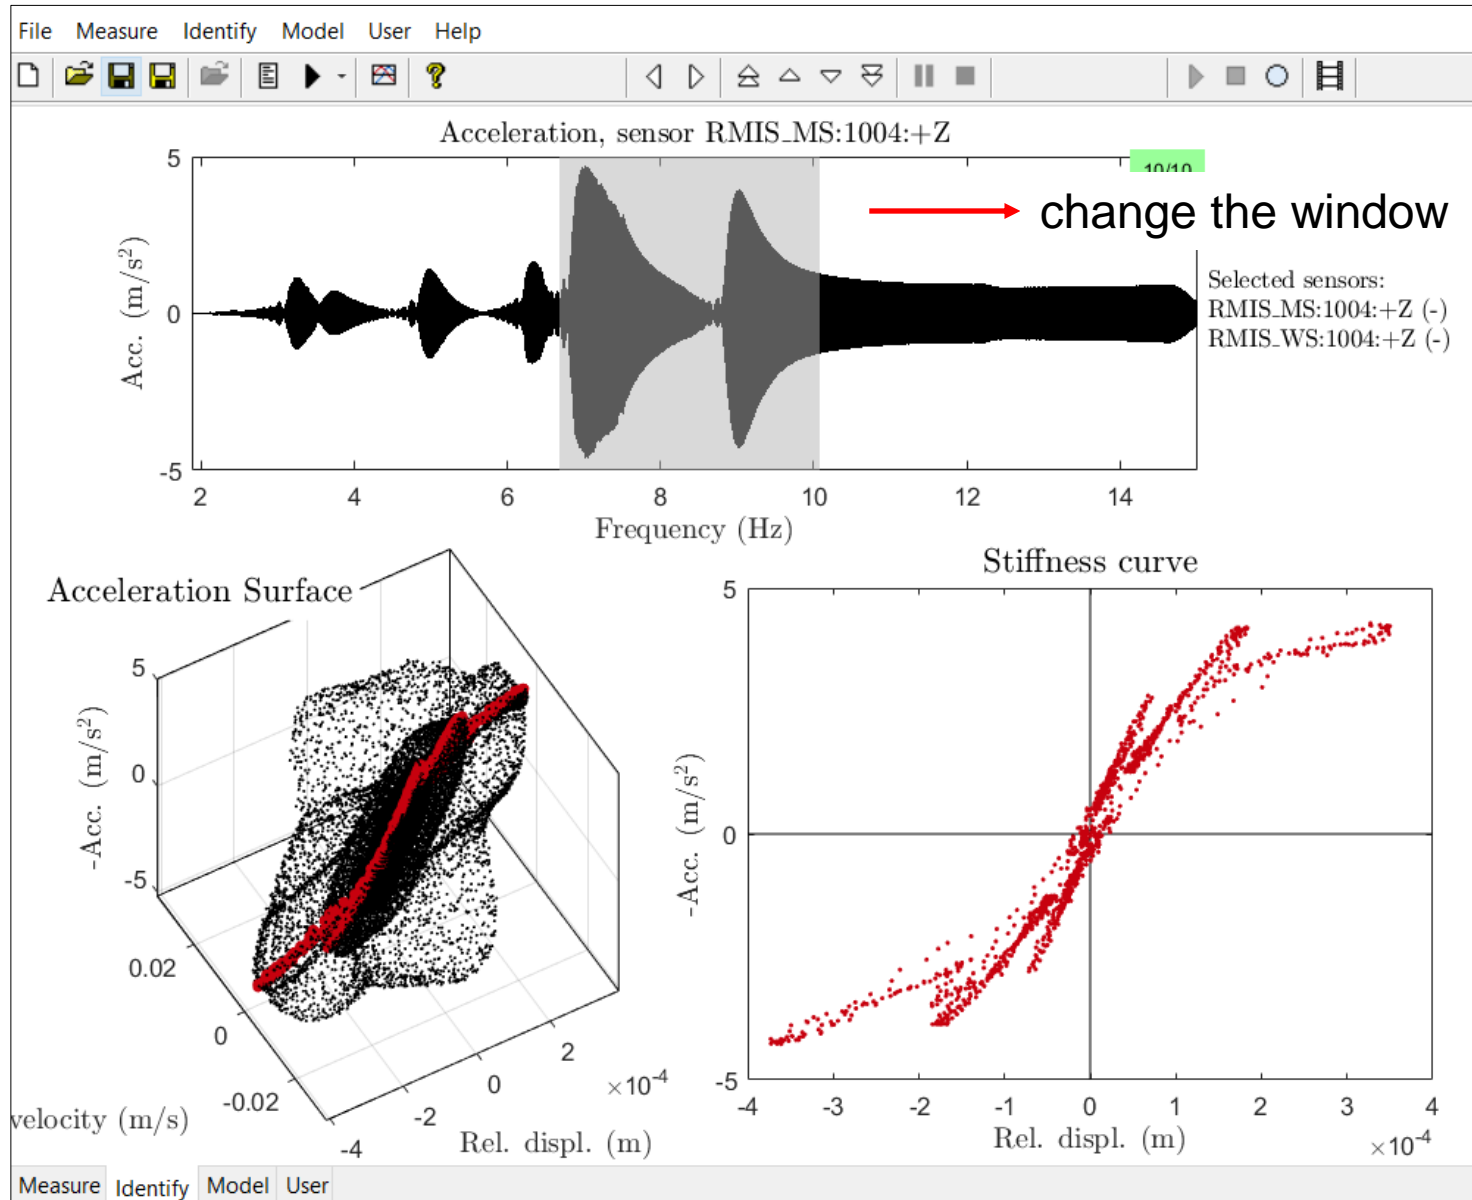 File Measure Identify Model User Help
Acceleration, sensor RMIS_MS:1004:+Z
10/10
change the window
5
0
-5
Acc. (m/s²)
2 4 6 8 10 12 14
Frequency (Hz)
Selected sensors:
RMIS_MS:1004:+Z (-)
RMIS_WS:1004:+Z (-)
Acceleration Surface
5
0
-5
-Acc. (m/s²)
0.02
0
-0.02
velocity (m/s)
-4
-2
0
2
×10⁻⁴
Rel. displ. (m)
Stiffness curve
5
0
-5
-Acc. (m/s²)
-4 -3 -2 -1 0 1 2 3 4
Rel. displ. (m)
×10⁻⁴
Measure Identify Model User